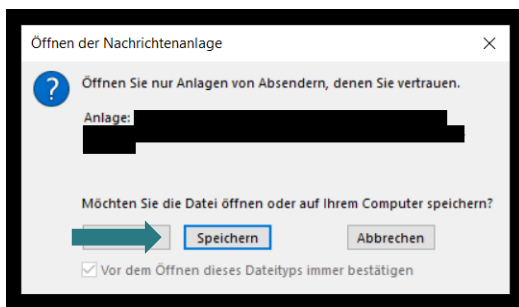 Öffnen der Nachrichtenanlage
Öffnen Sie nur Anlagen von Absendern, denen Sie vertrauen.
Anlage:
Möchten Sie die Datei öffnen oder auf Ihrem Computer speichern?
Speichern
Abbrechen
Vor dem Öffnen dieses Dateityps immer bestätigen